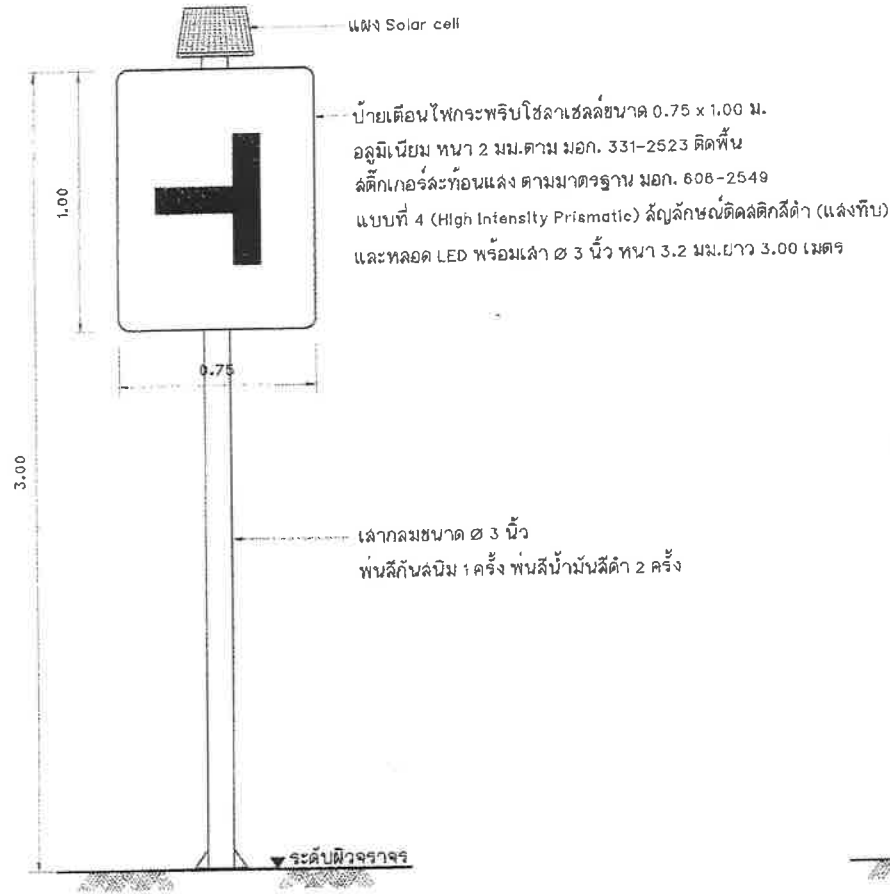 แผง Solar cell
ป้ายเตือนไฟกระพริบโซลาเซลล์ขนาด 0.75 x 1.00 ม.
อลูมิเนียม หนา 2 มม.ตาม มอก. 331-2523 ติดพื้น
สติ๊กเกอร์สะท้อนแสง ตามมาตรฐาน มอก. 606-2549
แบบที่ 4 (High Intensity Prismatic) สัญลักษณ์ติดสติกสีดำ (แสงทึบ)
และหลอด LED พร้อมเสา Ø 3 นิ้ว หนา 3.2 มม.ยาว 3.00 เมตร
1.00
0.75
3.00
เสากลมขนาด Ø 3 นิ้ว
พ่นสีกันสนิม 1 ครั้ง พ่นสีน้ำมันสีดำ 2 ครั้ง
ระดับผิวจราจร